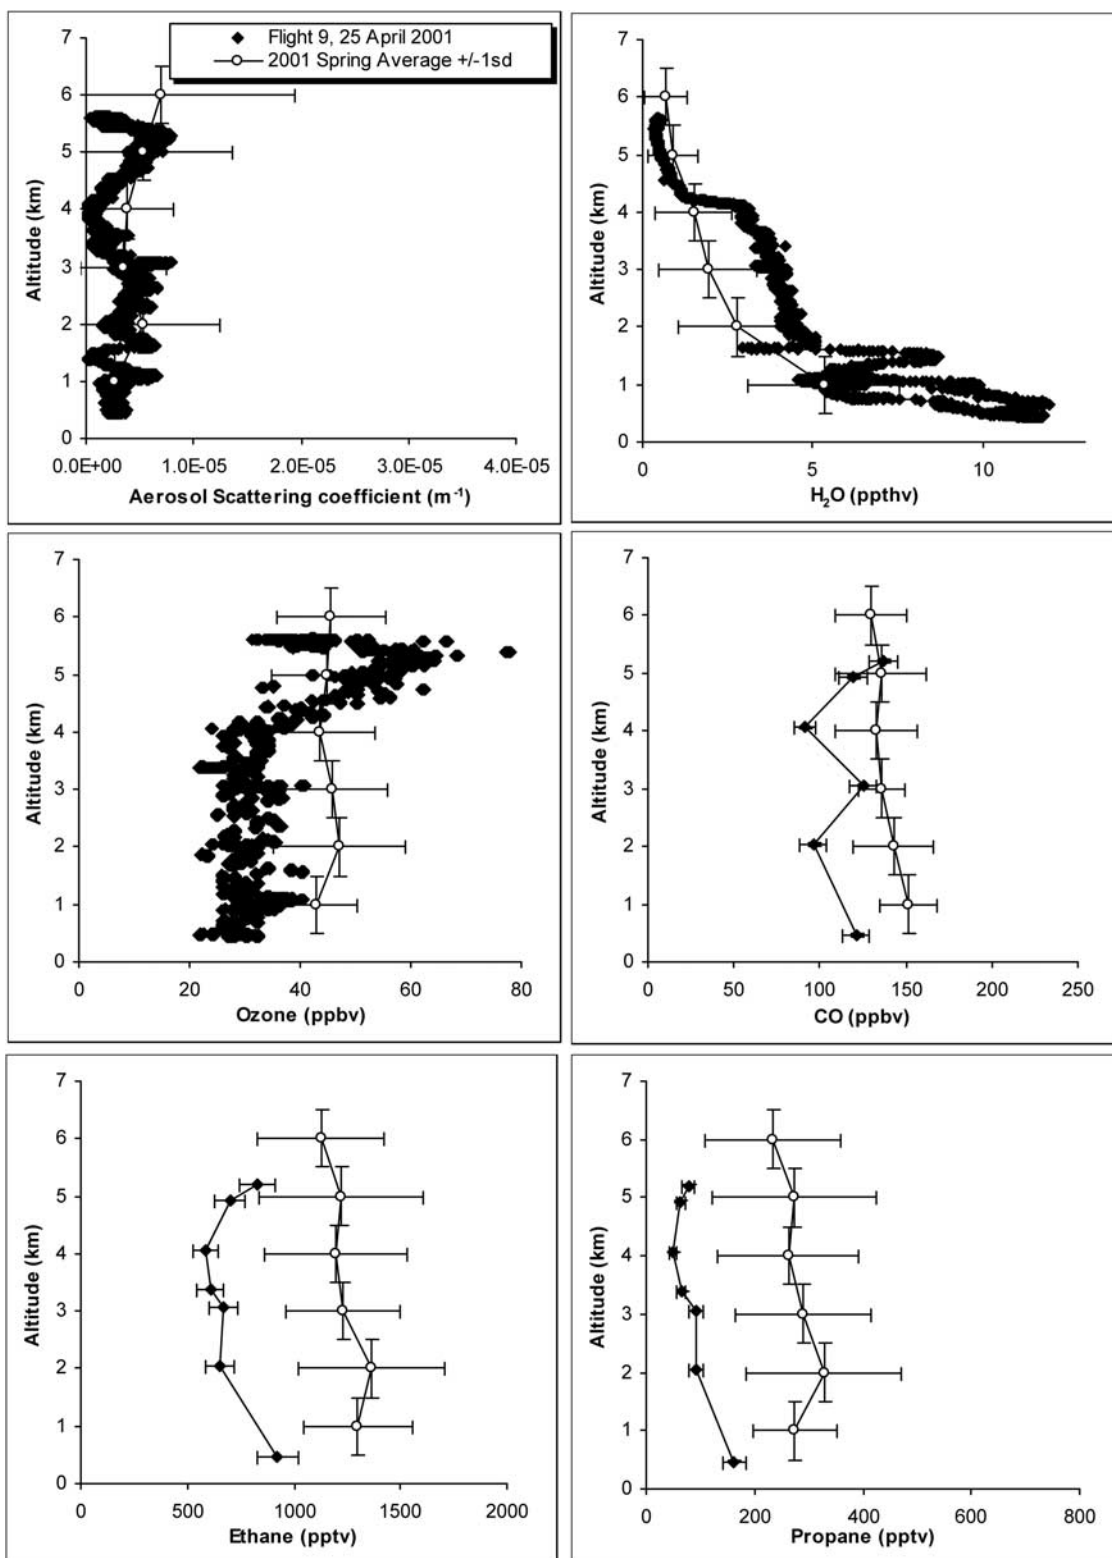 7
6
5
4
3
2
1
0
Altitude (km)
Flight 9, 25 April 2001
2001 Spring Average +/-1sd
0.0E+00 1.0E-05 2.0E-05 3.0E-05 4.0E-05
Aerosol Scattering coefficient (m⁻¹)
7
6
5
4
3
2
1
0
Altitude (km)
0 5 10
H₂O (ppthv)
7
6
5
4
3
2
1
0
Altitude (km)
0 20 40 60 80
Ozone (ppbv)
7
6
5
4
3
2
1
0
Altitude (km)
0 50 100 150 200 250
CO (ppbv)
7
6
5
4
3
2
1
0
Altitude (km)
0 500 1000 1500 2000
Ethane (pptv)
7
6
5
4
3
2
1
0
Altitude (km)
0 200 400 600 800
Propane (pptv)